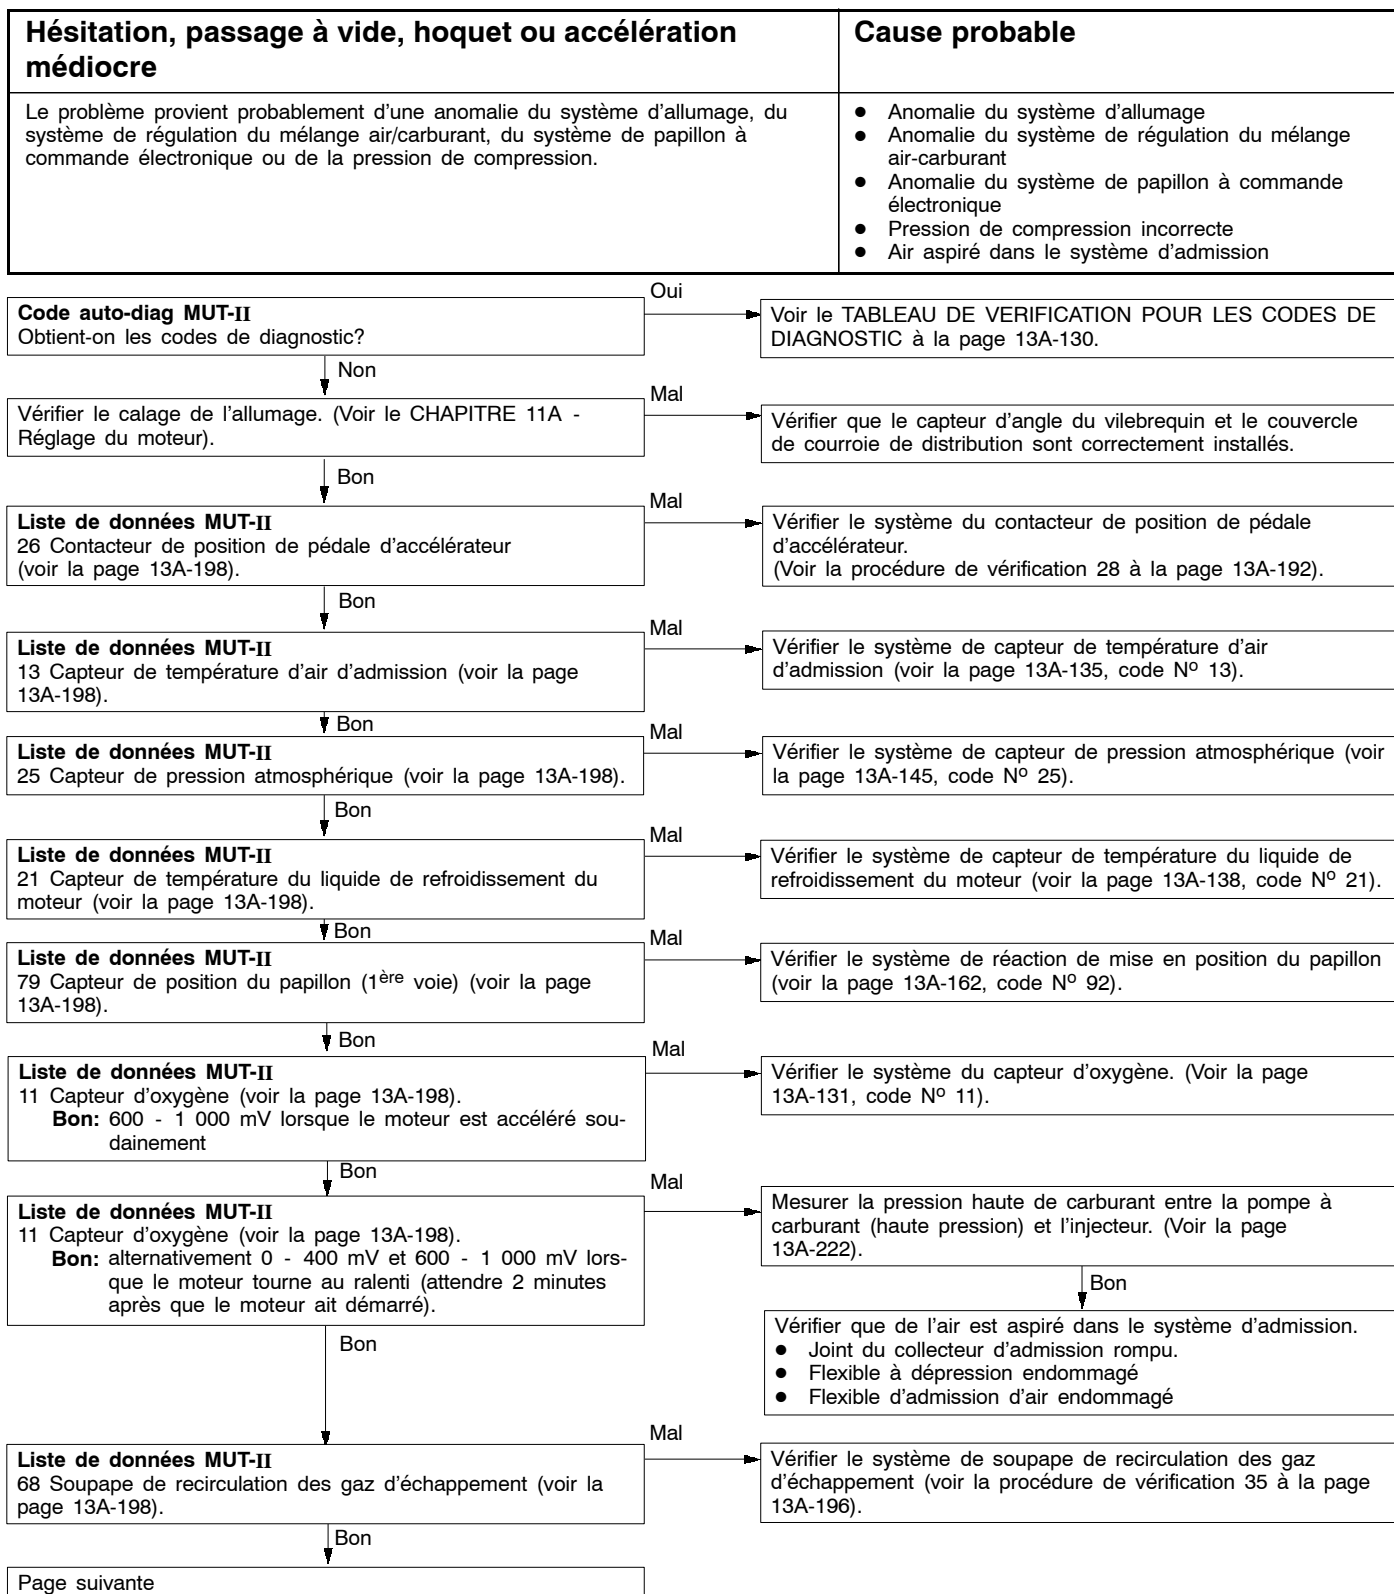 Hésitation, passage à vide, hoquet ou accélération
médiocre
Cause probable
Le problème provient probablement d'une anomalie du système d'allumage, du
système de régulation du mélange air/carburant, du système de papillon à
commande électronique ou de la pression de compression.
● Anomalie du système d'allumage
● Anomalie du système de régulation du mélange
air-carburant
● Anomalie du système de papillon à commande
électronique
● Pression de compression incorrecte
● Air aspiré dans le système d'admission
Code auto-diag MUT-II
Obtient-on les codes de diagnostic?
Oui
Voir le TABLEAU DE VERIFICATION POUR LES CODES DE
DIAGNOSTIC à la page 13A-130.
Non
Vérifier le calage de l'allumage. (Voir le CHAPITRE 11A -
Réglage du moteur).
Mal
Vérifier que le capteur d'angle du vilebrequin et le couvercle
de courroie de distribution sont correctement installés.
Bon
Liste de données MUT-II
26 Contacteur de position de pédale d'accélérateur
(voir la page 13A-198).
Mal
Vérifier le système du contacteur de position de pédale
d'accélérateur.
(Voir la procédure de vérification 28 à la page 13A-192).
Bon
Liste de données MUT-II
13 Capteur de température d'air d'admission (voir la page
13A-198).
Mal
Vérifier le système de capteur de température d'air
d'admission (voir la page 13A-135, code Nº 13).
Bon
Liste de données MUT-II
25 Capteur de pression atmosphérique (voir la page 13A-198).
Mal
Vérifier le système de capteur de pression atmosphérique (voir
la page 13A-145, code Nº 25).
Bon
Liste de données MUT-II
21 Capteur de température du liquide de refroidissement du
moteur (voir la page 13A-198).
Mal
Vérifier le système de capteur de température du liquide de
refroidissement du moteur (voir la page 13A-138, code Nº 21).
Bon
Liste de données MUT-II
79 Capteur de position du papillon (1ère voie) (voir la page
13A-198).
Mal
Vérifier le système de réaction de mise en position du papillon
(voir la page 13A-162, code Nº 92).
Bon
Liste de données MUT-II
11 Capteur d'oxygène (voir la page 13A-198).
Bon: 600 - 1 000 mV lorsque le moteur est accéléré sou-
dainement
Mal
Vérifier le système du capteur d'oxygène. (Voir la page
13A-131, code Nº 11).
Bon
Liste de données MUT-II
11 Capteur d'oxygène (voir la page 13A-198).
Bon: alternativement 0 - 400 mV et 600 - 1 000 mV lors-
que le moteur tourne au ralenti (attendre 2 minutes
après que le moteur ait démarré).
Mal
Mesurer la pression haute de carburant entre la pompe à
carburant (haute pression) et l'injecteur. (Voir la page
13A-222).
Bon
Vérifier que de l'air est aspiré dans le système d'admission.
● Joint du collecteur d'admission rompu.
● Flexible à dépression endommagé
● Flexible d'admission d'air endommagé
Bon
Liste de données MUT-II
68 Soupape de recirculation des gaz d'échappement (voir la
page 13A-198).
Mal
Vérifier le système de soupape de recirculation des gaz
d'échappement (voir la procédure de vérification 35 à la page
13A-196).
Bon
Page suivante